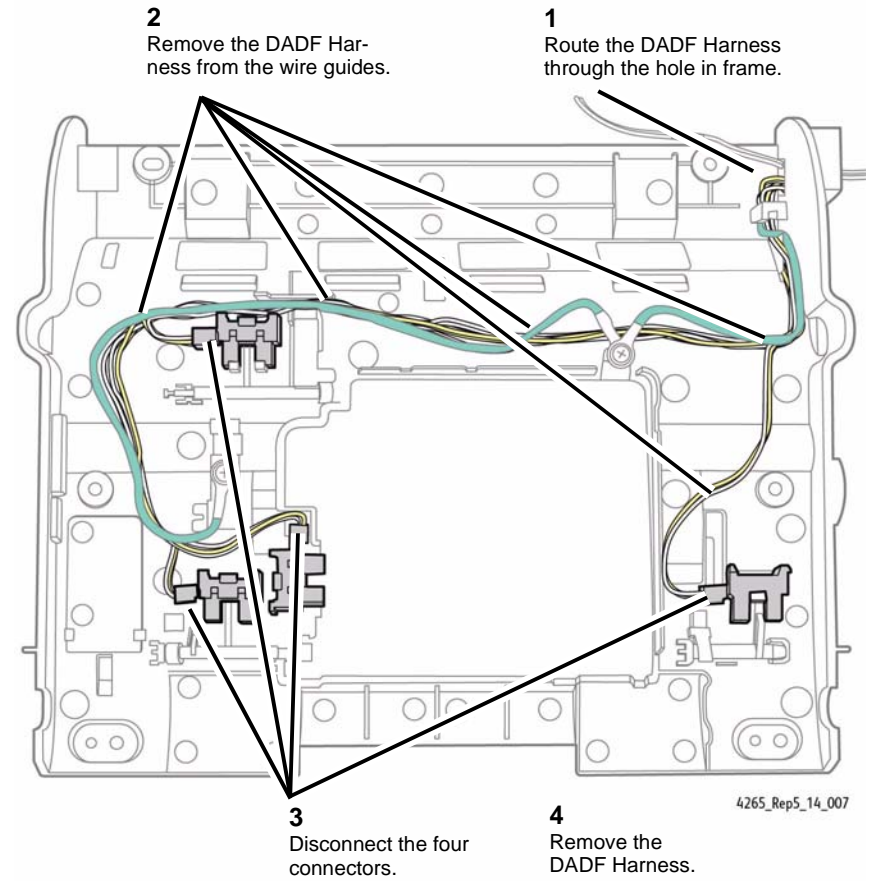 2
Remove the DADF Har-
ness from the wire guides.
1
Route the DADF Harness
through the hole in frame.
4265_Rep5_14_007
3
Disconnect the four
connectors.
4
Remove the
DADF Harness.